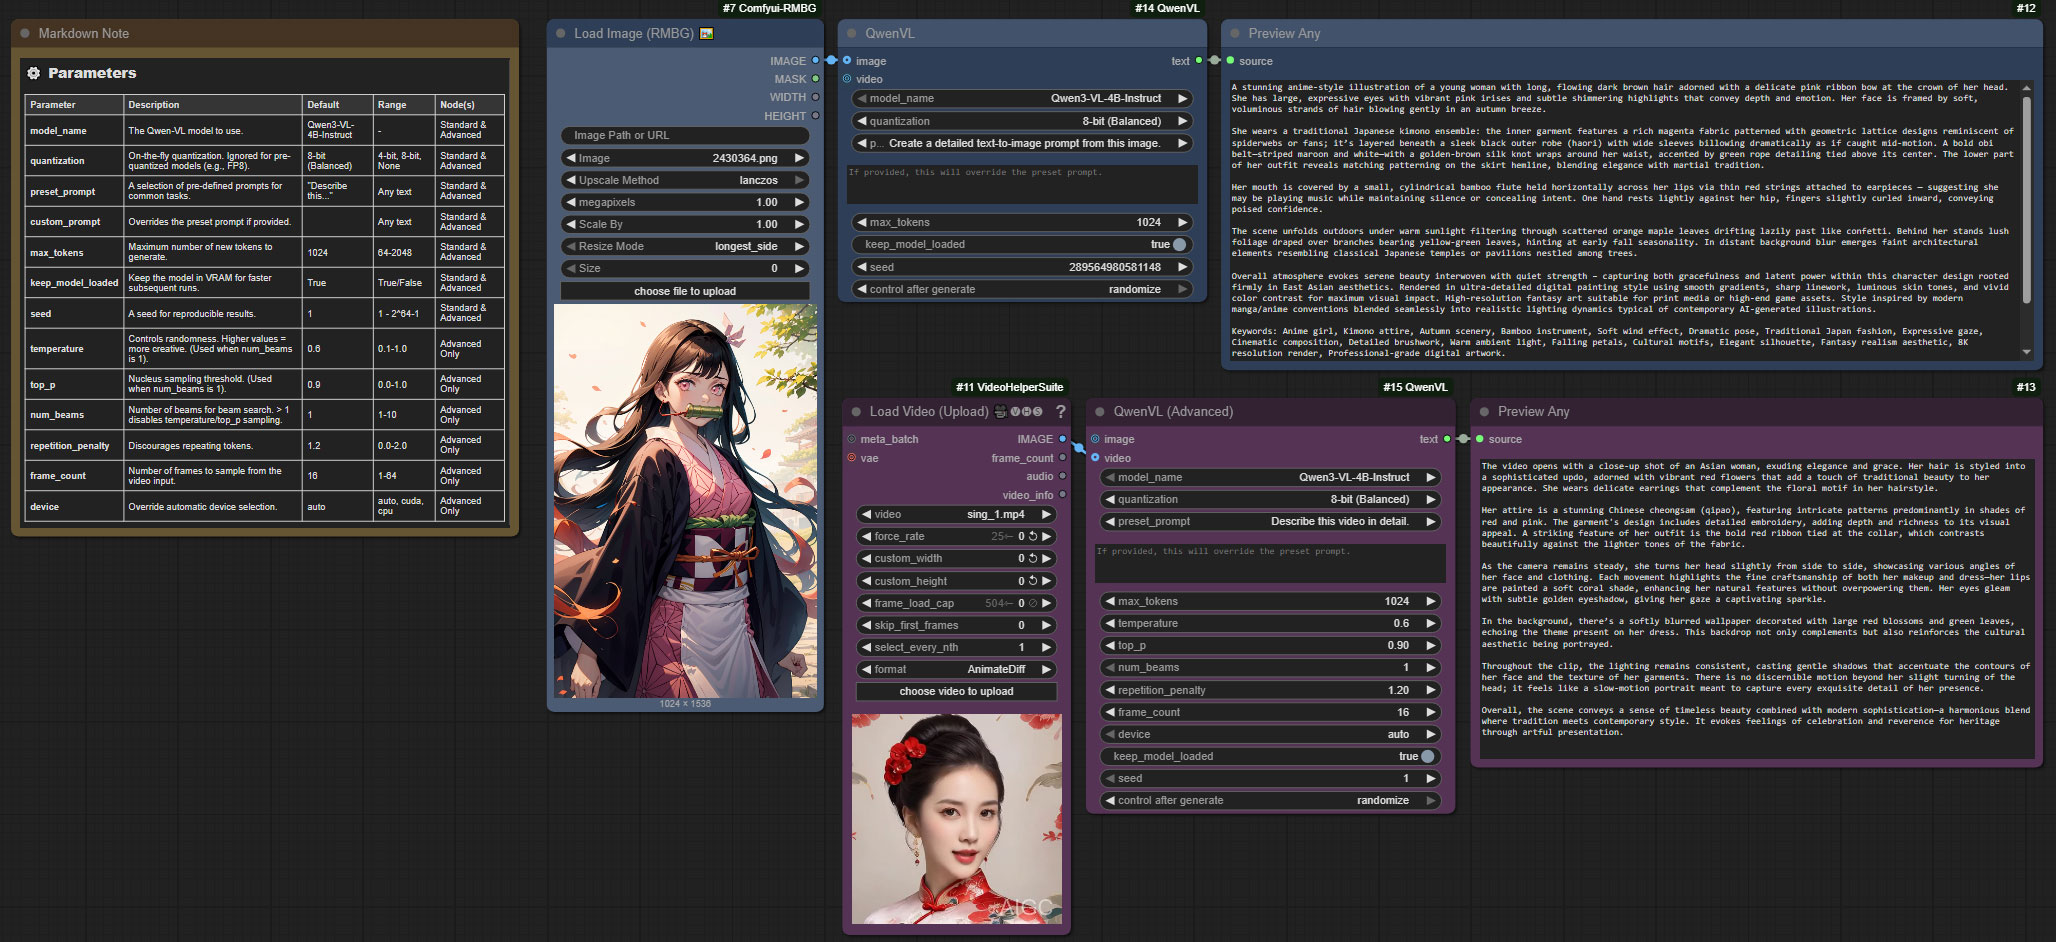 #7 Comfyui-RMBG
#14 QwenVL
#12
Markdown Note
Parameters
Parameter Description Default Range Node(s)
model_name The Qwen-VL model to use. Qwen3-VL-4B-Instruct - Standard & Advanced
quantization On-the-fly quantization. Ignored for pre-quantized models (e.g., FP8). 8-bit (Balanced) 4-bit, 8-bit, None Standard & Advanced
preset_prompt A selection of pre-defined prompts for common tasks. "Describe this..." Any text Standard & Advanced
custom_prompt Overrides the preset prompt if provided. Any text Standard & Advanced
max_tokens Maximum number of new tokens to generate. 1024 64-2048 Standard & Advanced
keep_model_loaded Keep the model in VRAM for faster subsequent runs. True True/False Standard & Advanced
seed A seed for reproducible results. 1 1 - 2^64-1 Standard & Advanced
temperature Controls randomness. Higher values = more creative. (Used when num_beams is 1). 0.6 0.1-1.0 Advanced Only
top_p Nucleus sampling threshold. (Used when num_beams is 1). 0.9 0.0-1.0 Advanced Only
num_beams Number of beams for beam search. > 1 disables temperature/top_p sampling. 1 1-10 Advanced Only
repetition_penalty Discourages repeating tokens. 1.2 0.0-2.0 Advanced Only
frame_count Number of frames to sample from the video input. 16 1-64 Advanced Only
device Override automatic device selection. auto auto, cuda, cpu Advanced Only
Load Image (RMBG)
IMAGE
MASK
WIDTH
HEIGHT
Image Path or URL
Image 2430364.png
Upscale Method lanczos
megapixels 1.00
Scale By 1.00
Resize Mode longest_side
Size 0
choose file to upload
1024 × 1536
QwenVL
image text
video
model_name Qwen3-VL-4B-Instruct
quantization 8-bit (Balanced)
p... Create a detailed text-to-image prompt from this image.
If provided, this will override the preset prompt.
max_tokens 1024
keep_model_loaded true
seed 289564980581148
control after generate randomize
Preview Any
source
A stunning anime-style illustration of a young woman with long, flowing dark brown hair adorned with a delicate pink ribbon bow at the crown of her head.
She has large, expressive eyes with vibrant pink irises and subtle shimmering highlights that convey depth and emotion. Her face is framed by soft,
voluminous strands of hair blowing gently in an autumn breeze.
She wears a traditional Japanese kimono ensemble: the inner garment features a rich magenta fabric patterned with geometric lattice designs reminiscent of
spiderwebs or fans; it's layered beneath a sleek black outer robe (haori) with wide sleeves billowing dramatically as if caught mid-motion. A bold obi
belt—striped maroon and white—with a golden-brown silk knot wraps around her waist, accented by green rope detailing tied above its center. The lower part
of her outfit reveals matching patterning on the skirt hemline, blending elegance with martial tradition.
Her mouth is covered by a small, cylindrical bamboo flute held horizontally across her lips via thin red strings attached to earpieces — suggesting she
may be playing music while maintaining silence or concealing intent. One hand rests lightly against her hip, fingers slightly curled inward, conveying
poised confidence.
The scene unfolds outdoors under warm sunlight filtering through scattered orange maple leaves drifting lazily past like confetti. Behind her stands lush
foliage draped over branches bearing yellow-green leaves, hinting at early fall seasonality. In distant background blur emerges faint architectural
elements resembling classical Japanese temples or pavilions nestled among trees.
Overall atmosphere evokes serene beauty interwoven with quiet strength — capturing both gracefulness and latent power within this character design rooted
firmly in East Asian aesthetics. Rendered in ultra-detailed digital painting style using smooth gradients, sharp linework, luminous skin tones, and vivid
color contrast for maximum visual impact. High-resolution fantasy art suitable for print media or high-end game assets. Style inspired by modern
manga/anime conventions blended seamlessly into realistic lighting dynamics typical of contemporary AI-generated illustrations.
Keywords: Anime girl, Kimono attire, Autumn scenery, Bamboo instrument, Soft wind effect, Dramatic pose, Traditional Japan fashion, Expressive gaze,
Cinematic composition, Detailed brushwork, Warm ambient light, Falling petals, Cultural motifs, Elegant silhouette, Fantasy realism aesthetic, 8K
resolution render, Professional-grade digital artwork.
#11 VideoHelperSuite
#15 QwenVL
#13
Load Video (Upload) VHS ?
meta_batch IMAGE
vae frame_count
audio
video_info
video sing_1.mp4
force_rate 25← 0
custom_width 0
custom_height 0
frame_load_cap 504← 0
skip_first_frames 0
select_every_nth 1
format AnimateDiff
choose video to upload
AIGC
QwenVL (Advanced)
image text
video
model_name Qwen3-VL-4B-Instruct
quantization 8-bit (Balanced)
preset_prompt Describe this video in detail.
If provided, this will override the preset prompt.
max_tokens 1024
temperature 0.6
top_p 0.90
num_beams 1
repetition_penalty 1.20
frame_count 16
device auto
keep_model_loaded true
seed 1
control after generate randomize
Preview Any
source
The video opens with a close-up shot of an Asian woman, exuding elegance and grace. Her hair is styled into
a sophisticated updo, adorned with vibrant red flowers that add a touch of traditional beauty to her
appearance. She wears delicate earrings that complement the floral motif in her hairstyle.
Her attire is a stunning Chinese cheongsam (qipao), featuring intricate patterns predominantly in shades of
red and pink. The garment's design includes detailed embroidery, adding depth and richness to its visual
appeal. A striking feature of her outfit is the bold red ribbon tied at the collar, which contrasts
beautifully against the lighter tones of the fabric.
As the camera remains steady, she turns her head slightly from side to side, showcasing various angles of
her face and clothing. Each movement highlights the fine craftsmanship of both her makeup and dress—her lips
are painted a soft coral shade, enhancing her natural features without overpowering them. Her eyes gleam
with subtle golden eyeshadow, giving her gaze a captivating sparkle.
In the background, there's a softly blurred wallpaper decorated with large red blossoms and green leaves,
echoing the theme present on her dress. This backdrop not only complements but also reinforces the cultural
aesthetic being portrayed.
Throughout the clip, the lighting remains consistent, casting gentle shadows that accentuate the contours of
her face and the texture of her garments. There is no discernible motion beyond her slight turning of the
head; it feels like a slow-motion portrait meant to capture every exquisite detail of her presence.
Overall, the scene conveys a sense of timeless beauty combined with modern sophistication—a harmonious blend
where tradition meets contemporary style. It evokes feelings of celebration and reverence for heritage
through artful presentation.